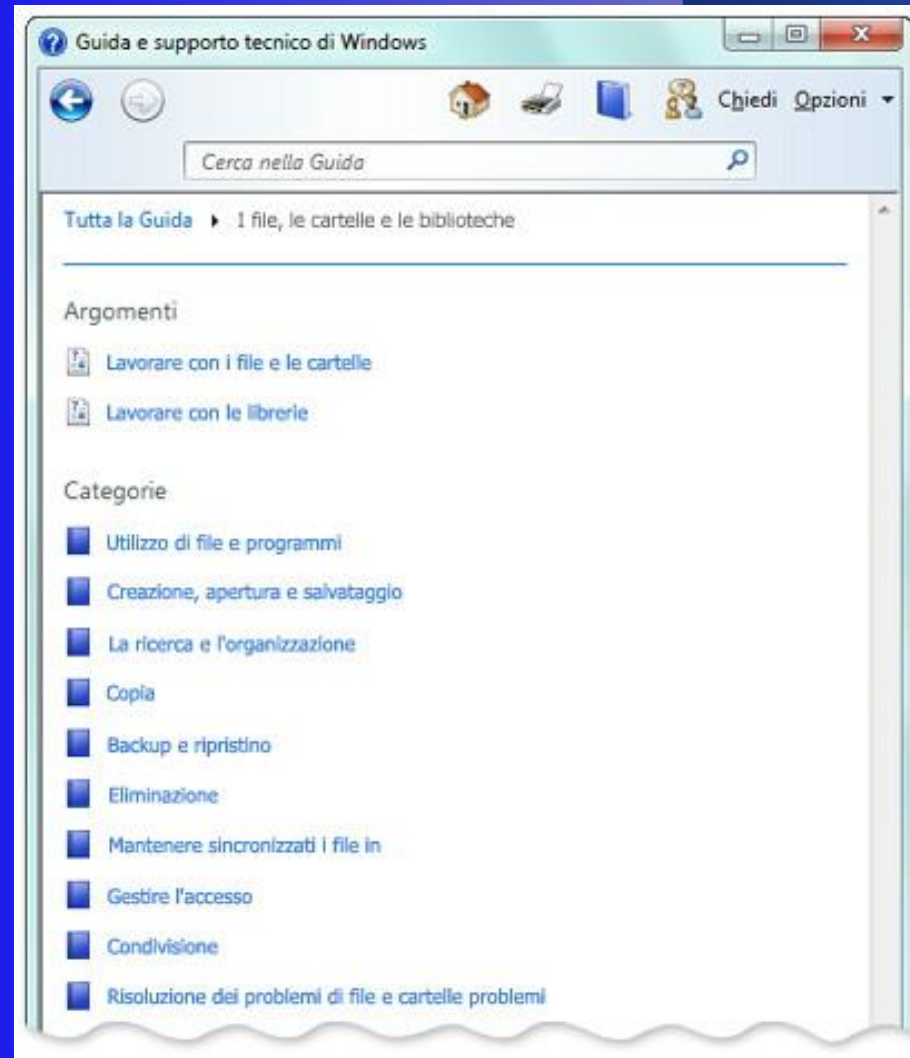 Guida e supporto tecnico di Windows
Chiedi Opzioni
Cerca nella Guida
Tutta la Guida I file, le cartelle e le biblioteche
Argomenti
Lavorare con i file e le cartelle
Lavorare con le librerie
Categorie
Utilizzo di file e programmi
Creazione, apertura e salvataggio
La ricerca e l'organizzazione
Copia
Backup e ripristino
Eliminazione
Mantenere sincronizzati i file in
Gestire l'accesso
Condivisione
Risoluzione dei problemi di file e cartelle problemi